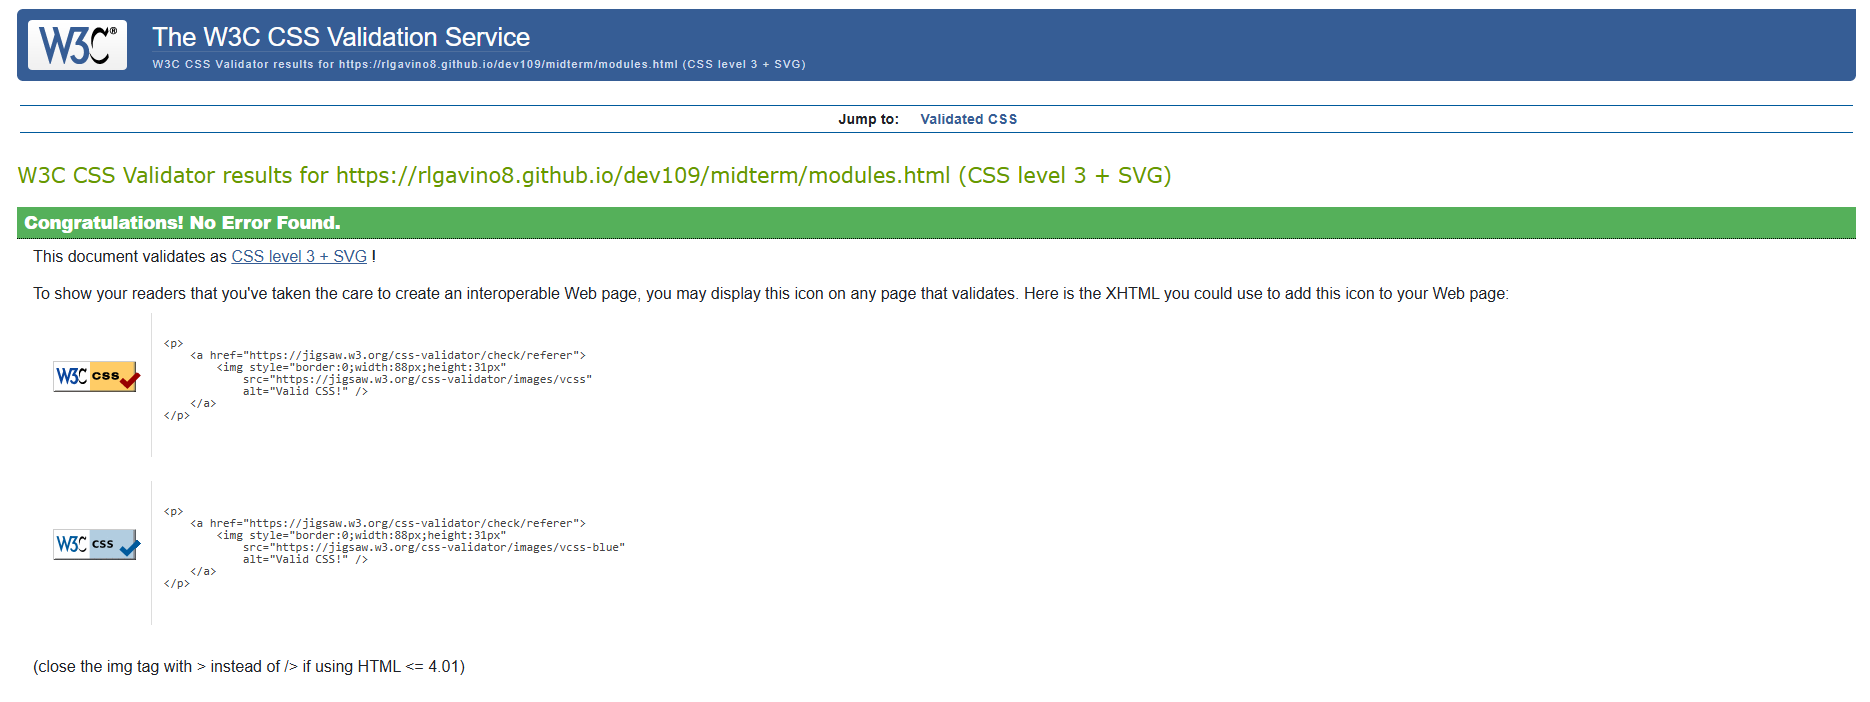 W3C®
The W3C CSS Validation Service
W3C CSS Validator results for https://rlgavino8.github.io/dev109/midterm/modules.html (CSS level 3 + SVG)
Jump to: Validated CSS
W3C CSS Validator results for https://rlgavino8.github.io/dev109/midterm/modules.html (CSS level 3 + SVG)
Congratulations! No Error Found.
This document validates as CSS level 3 + SVG !
To show your readers that you've taken the care to create an interoperable Web page, you may display this icon on any page that validates. Here is the XHTML you could use to add this icon to your Web page:
W3C css
<p>
    <a href="https://jigsaw.w3.org/css-validator/check/referer">
        <img style="border:0;width:88px;height:31px"
            src="https://jigsaw.w3.org/css-validator/images/vcss"
            alt="Valid CSS!" />
    </a>
</p>
W3C css
<p>
    <a href="https://jigsaw.w3.org/css-validator/check/referer">
        <img style="border:0;width:88px;height:31px"
            src="https://jigsaw.w3.org/css-validator/images/vcss-blue"
            alt="Valid CSS!" />
    </a>
</p>
(close the img tag with > instead of /> if using HTML <= 4.01)